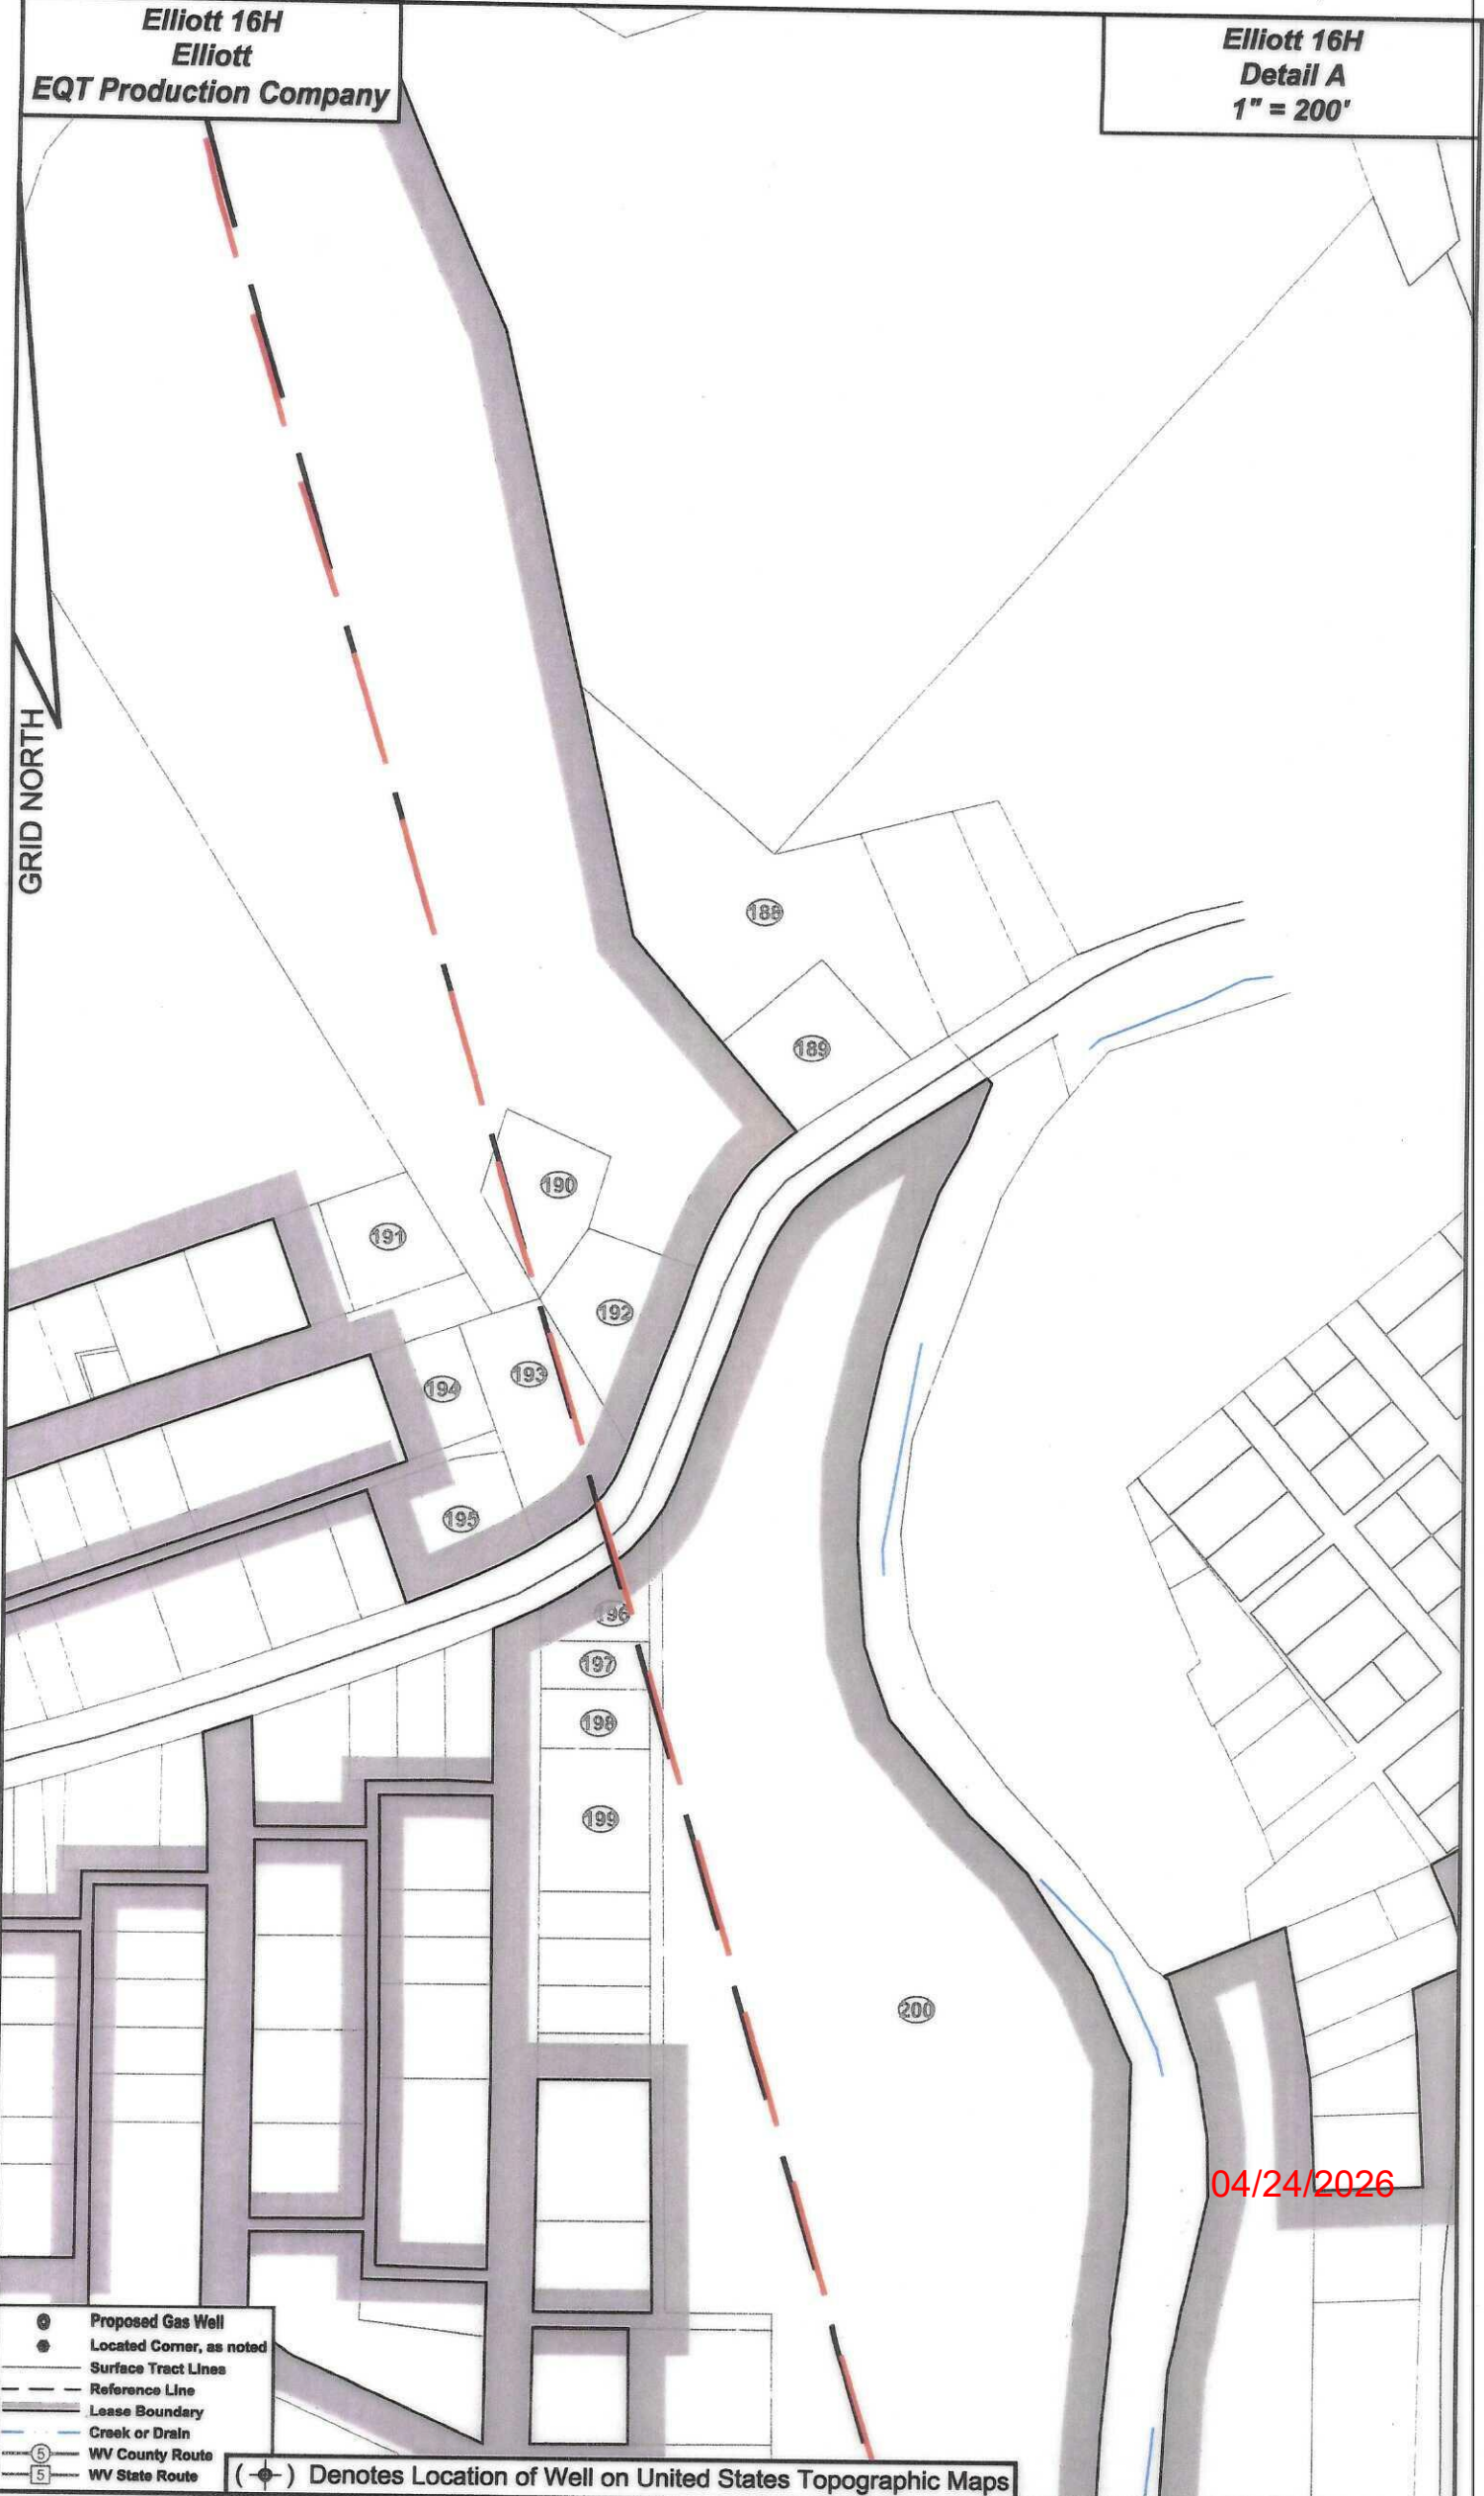 Elliott 16H
Elliott
EQT Production Company
Elliott 16H
Detail A
1" = 200'
GRID NORTH
188
189
190
191
192
193
194
195
196
197
198
199
200
04/24/2026
Proposed Gas Well
Located Corner, as noted
Surface Tract Lines
Reference Line
Lease Boundary
Creek or Drain
5 WV County Route
5 WV State Route
( ) Denotes Location of Well on United States Topographic Maps